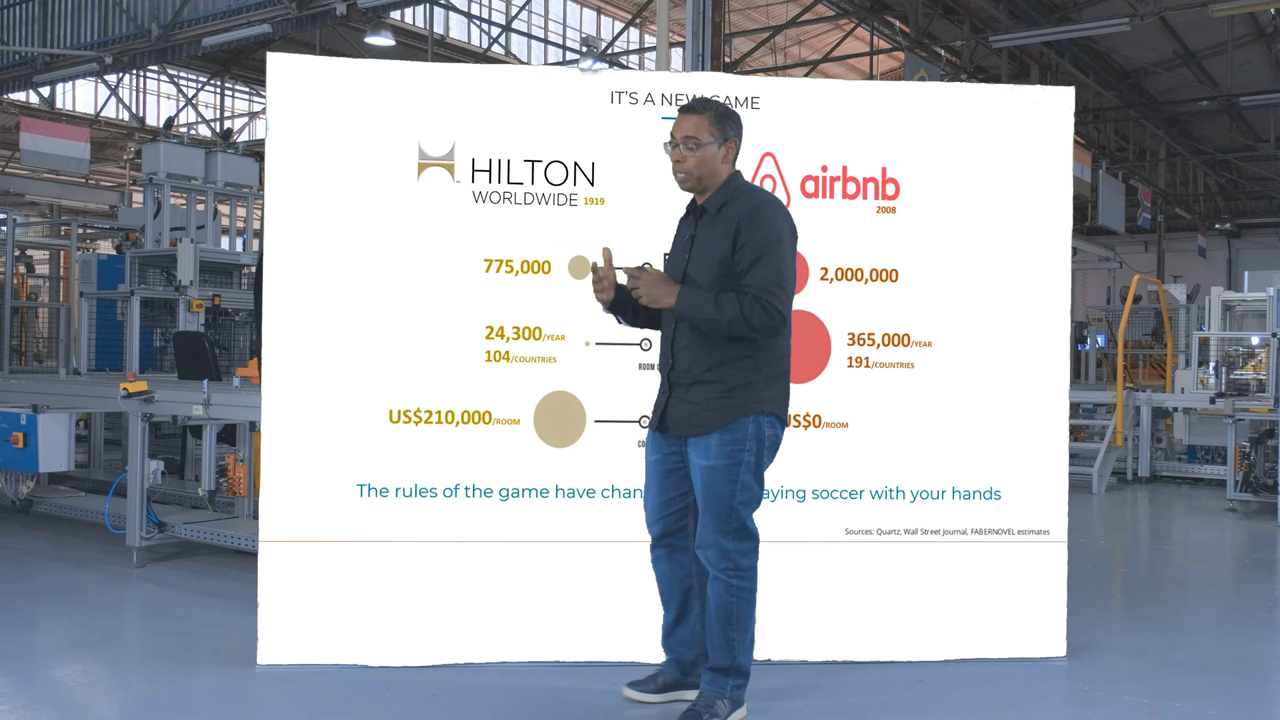 IT'S A NEW GAME
HILTON
WORLDWIDE 1919
airbnb
2008
775,000
2,000,000
24,300/YEAR
104/COUNTRIES
365,000/YEAR
191/COUNTRIES
ROOM
US$210,000/ROOM
US$0/ROOM
The rules of the game have soccer with your hands
Sources: Quartz, Wall Street Journal, FABERNOVEL estimates